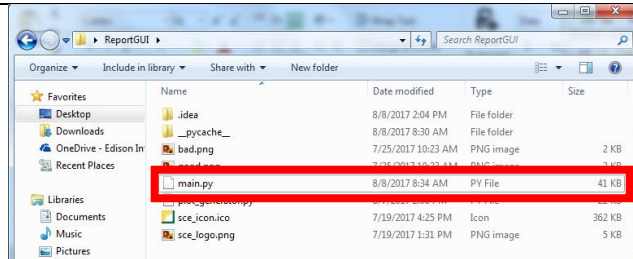 ReportGUI
Search ReportGUI
Organize Include in library Share with New folder
Favorites
Desktop
Downloads
OneDrive - Edison In
Recent Places
Libraries
Documents
Music
Pictures
Name Date modified Type Size
.idea 8/8/2017 2:04 PM File folder
__pycache__ 8/8/2017 8:30 AM File folder
bad.png 7/25/2017 10:23 AM PNG image 2 KB
main.py 8/8/2017 8:34 AM PY File 41 KB
sce_icon.ico 7/19/2017 4:25 PM Icon 362 KB
sce_logo.png 7/19/2017 1:31 PM PNG image 5 KB